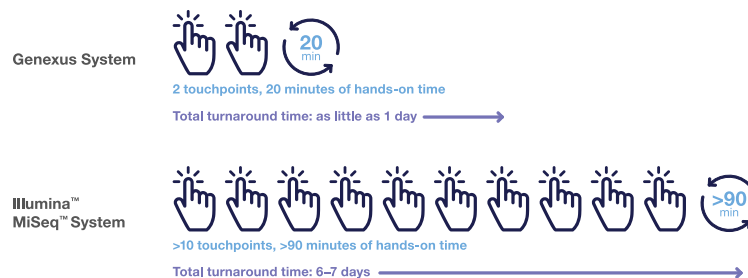 Genexus System
20
min
2 touchpoints, 20 minutes of hands-on time
Total turnaround time: as little as 1 day
Illumina™
MiSeq™ System
>90
min
>10 touchpoints, >90 minutes of hands-on time
Total turnaround time: 6–7 days